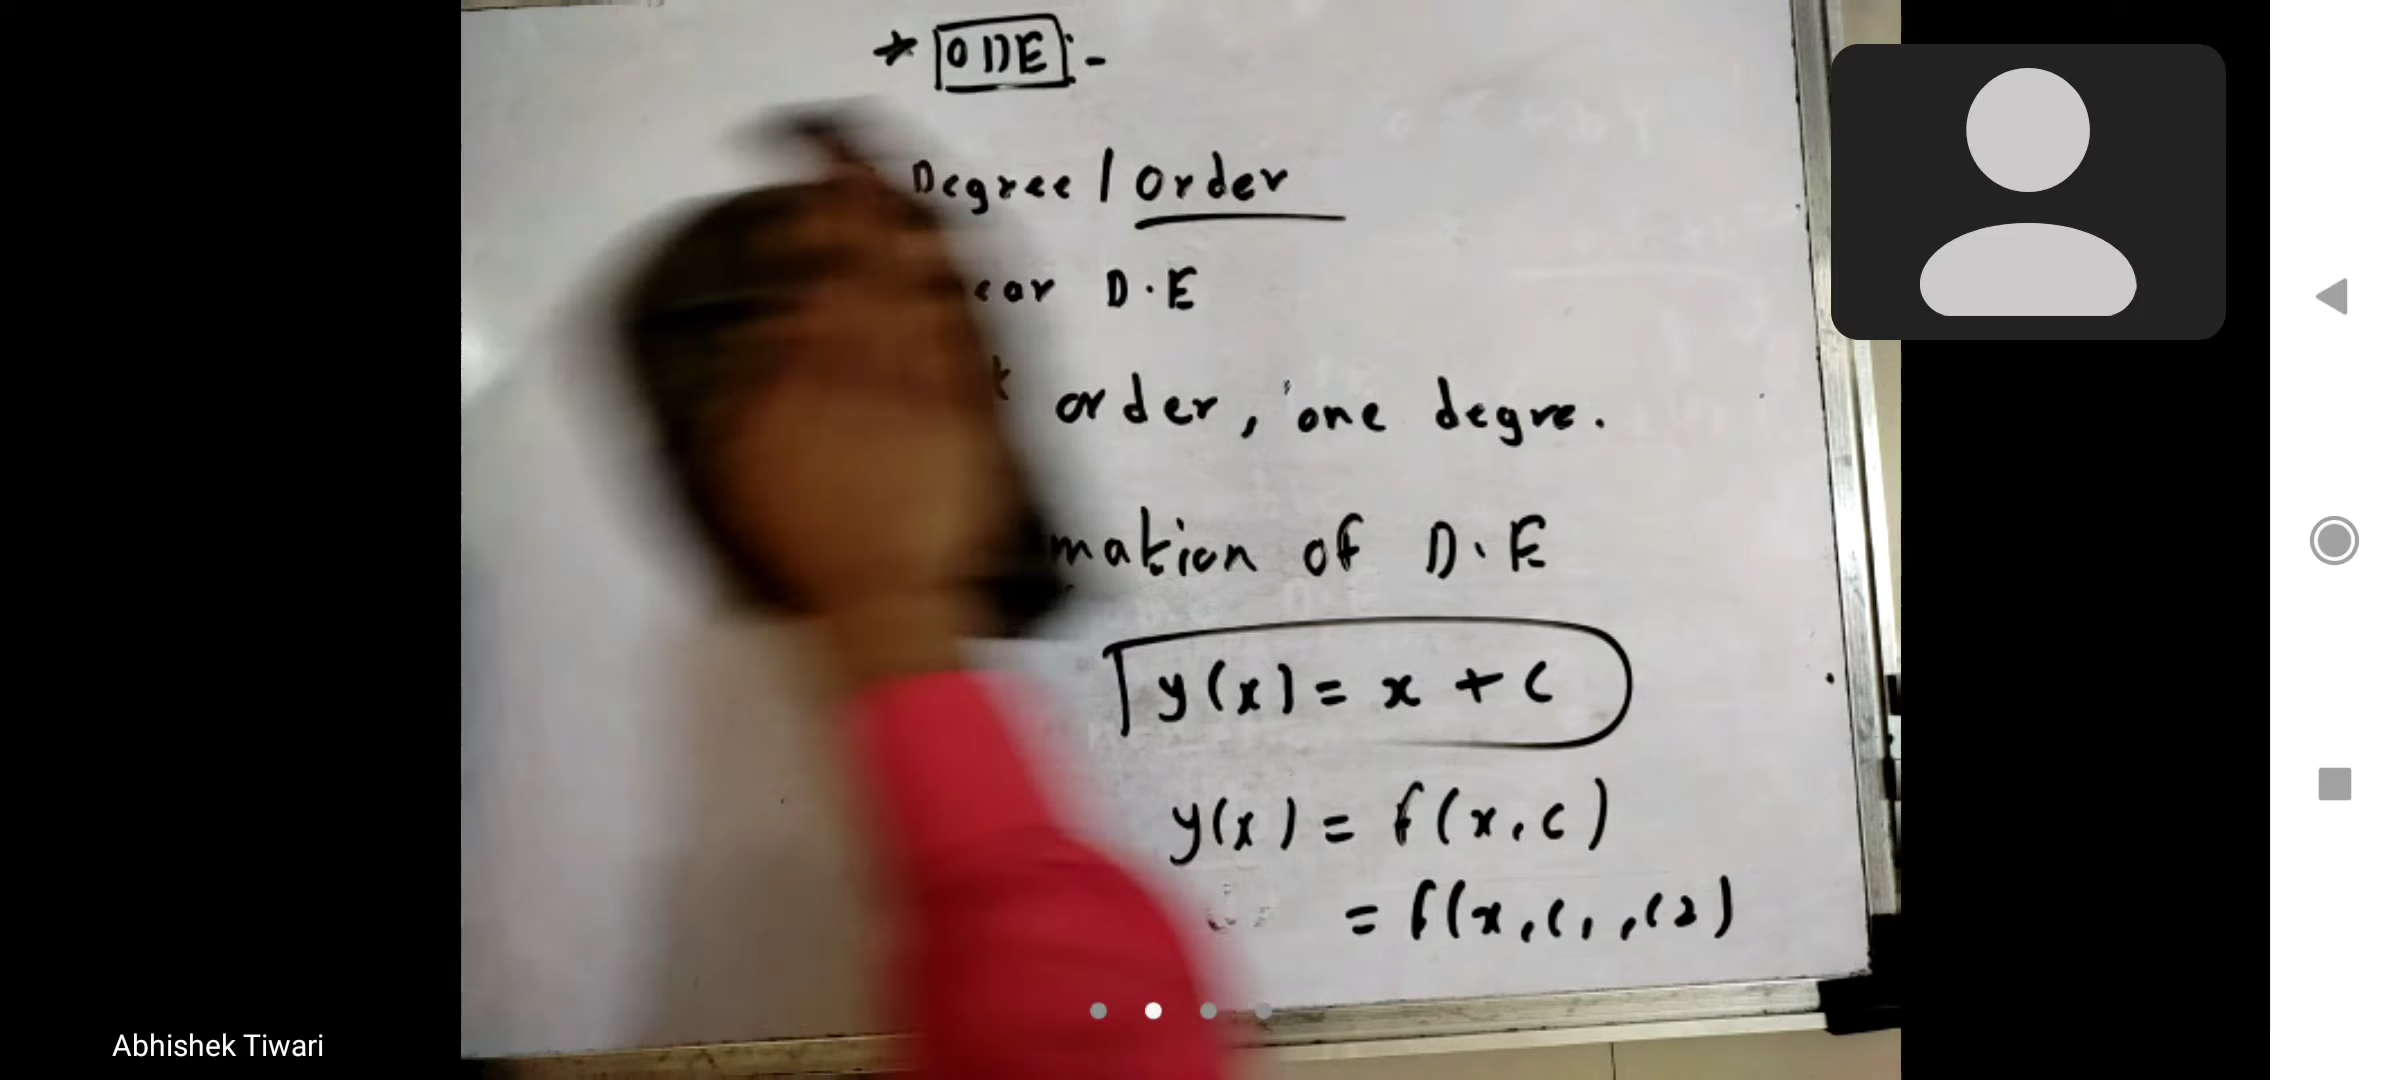 * ODE :-
Degree / Order
D.E
order, one degre.
of D.E
y(x) = x + c
y(x) = f(x, c)
= f(x, c1, c2)
Abhishek Tiwari